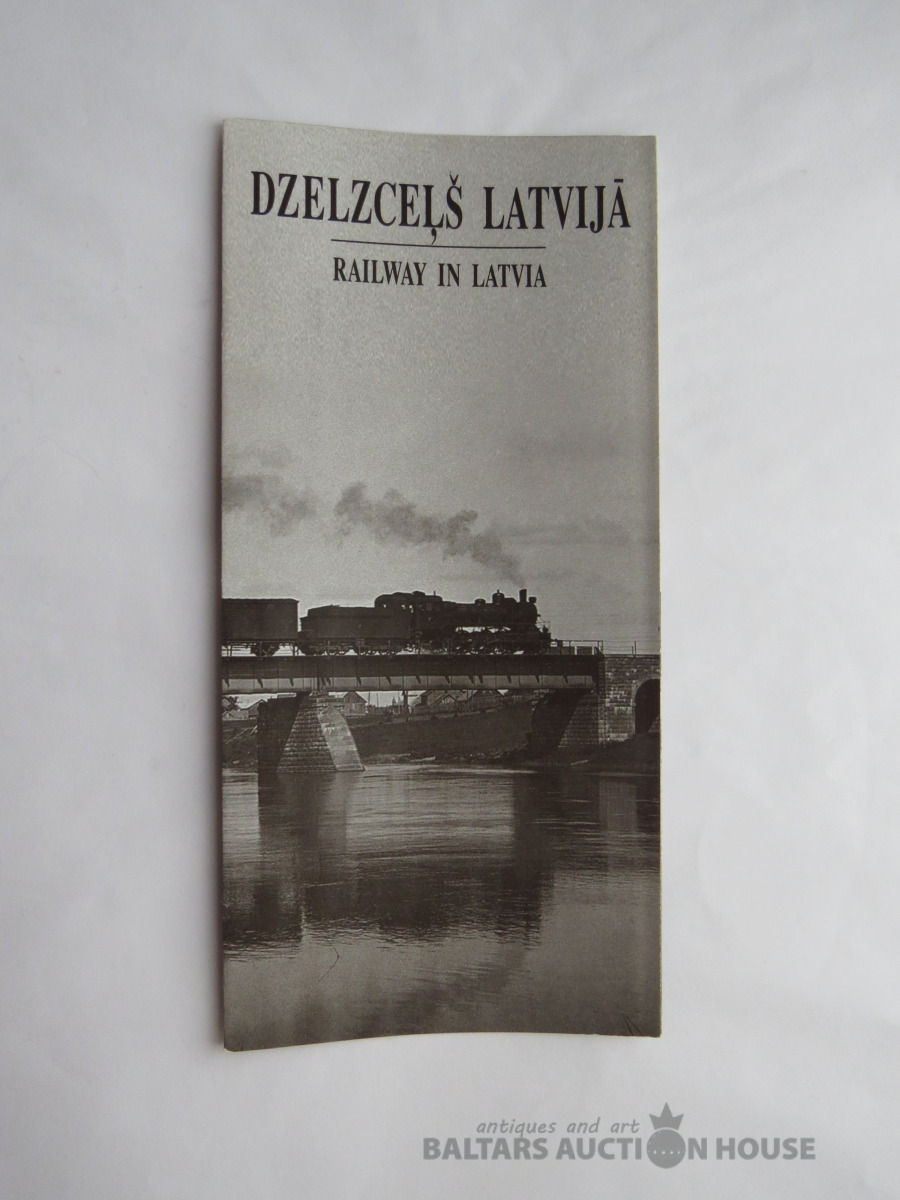 DZELZCEĻŠ LATVIJĀ
RAILWAY IN LATVIA
antiques and art
BALTARS AUCTION HOUSE